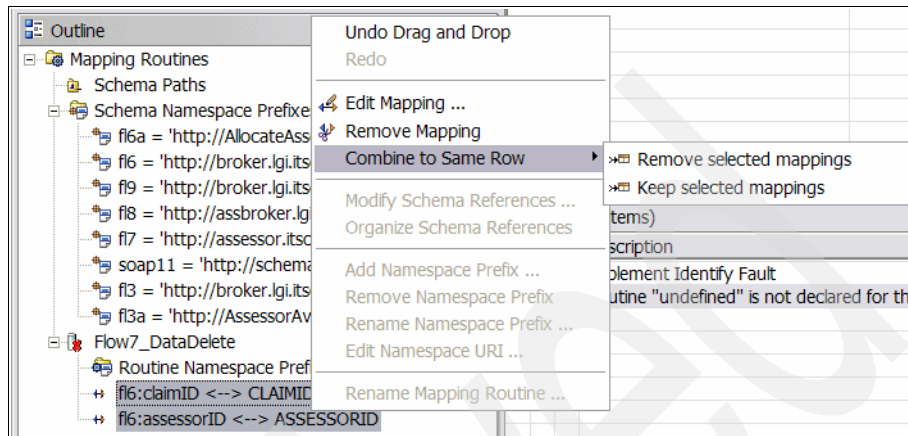 Outline
Mapping Routines
Schema Paths
Schema Namespace Prefixe
fl6a = 'http://AllocateAss
fl6 = 'http://broker.lgi.its
fl9 = 'http://broker.lgi.its
fl8 = 'http://assbroker.lg
fl7 = 'http://assessor.itsc
soap11 = 'http://schema
fl3 = 'http://broker.lgi.its
fl3a = 'http://AssessorAv
Flow7_DataDelete
Routine Namespace Pref
fl6:claimID <--> CLAIMID
fl6:assessorID <--> ASSESSORID
Undo Drag and Drop
Redo
Edit Mapping ...
Remove Mapping
Combine to Same Row
Modify Schema References ...
Organize Schema References
Add Namespace Prefix ...
Remove Namespace Prefix
Rename Namespace Prefix ...
Edit Namespace URI ...
Rename Mapping Routine ...
Remove selected mappings
Keep selected mappings
tems)
scription
plement Identify Fault
utine "undefined" is not declared for th